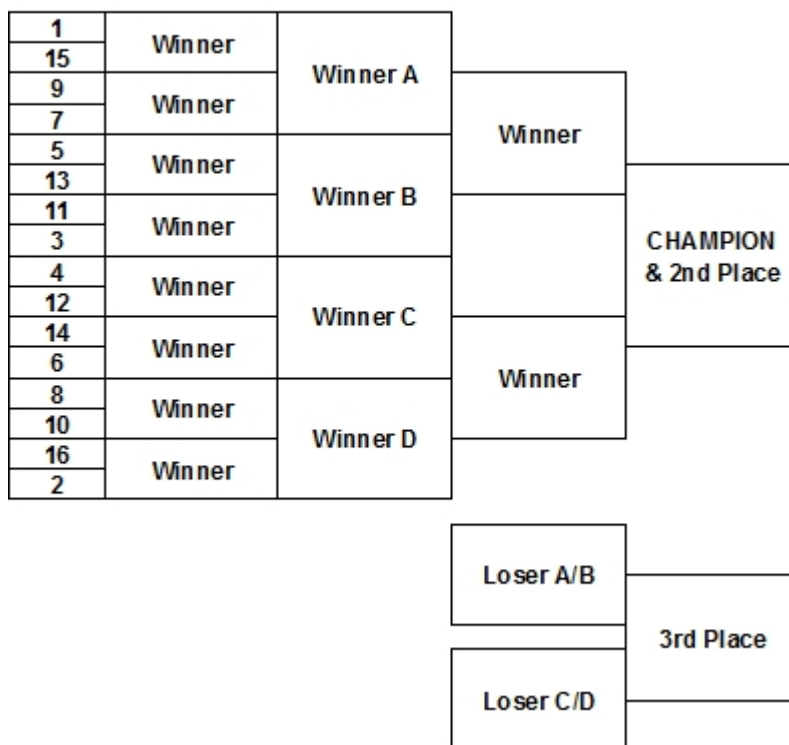 1
15
Winner
9
7
Winner
Winner A
5
13
Winner
11
3
Winner
Winner B
Winner
4
12
Winner
14
6
Winner
Winner C
8
10
Winner
16
2
Winner
Winner D
Winner
CHAMPION
& 2nd Place
Loser A/B
Loser C/D
3rd Place